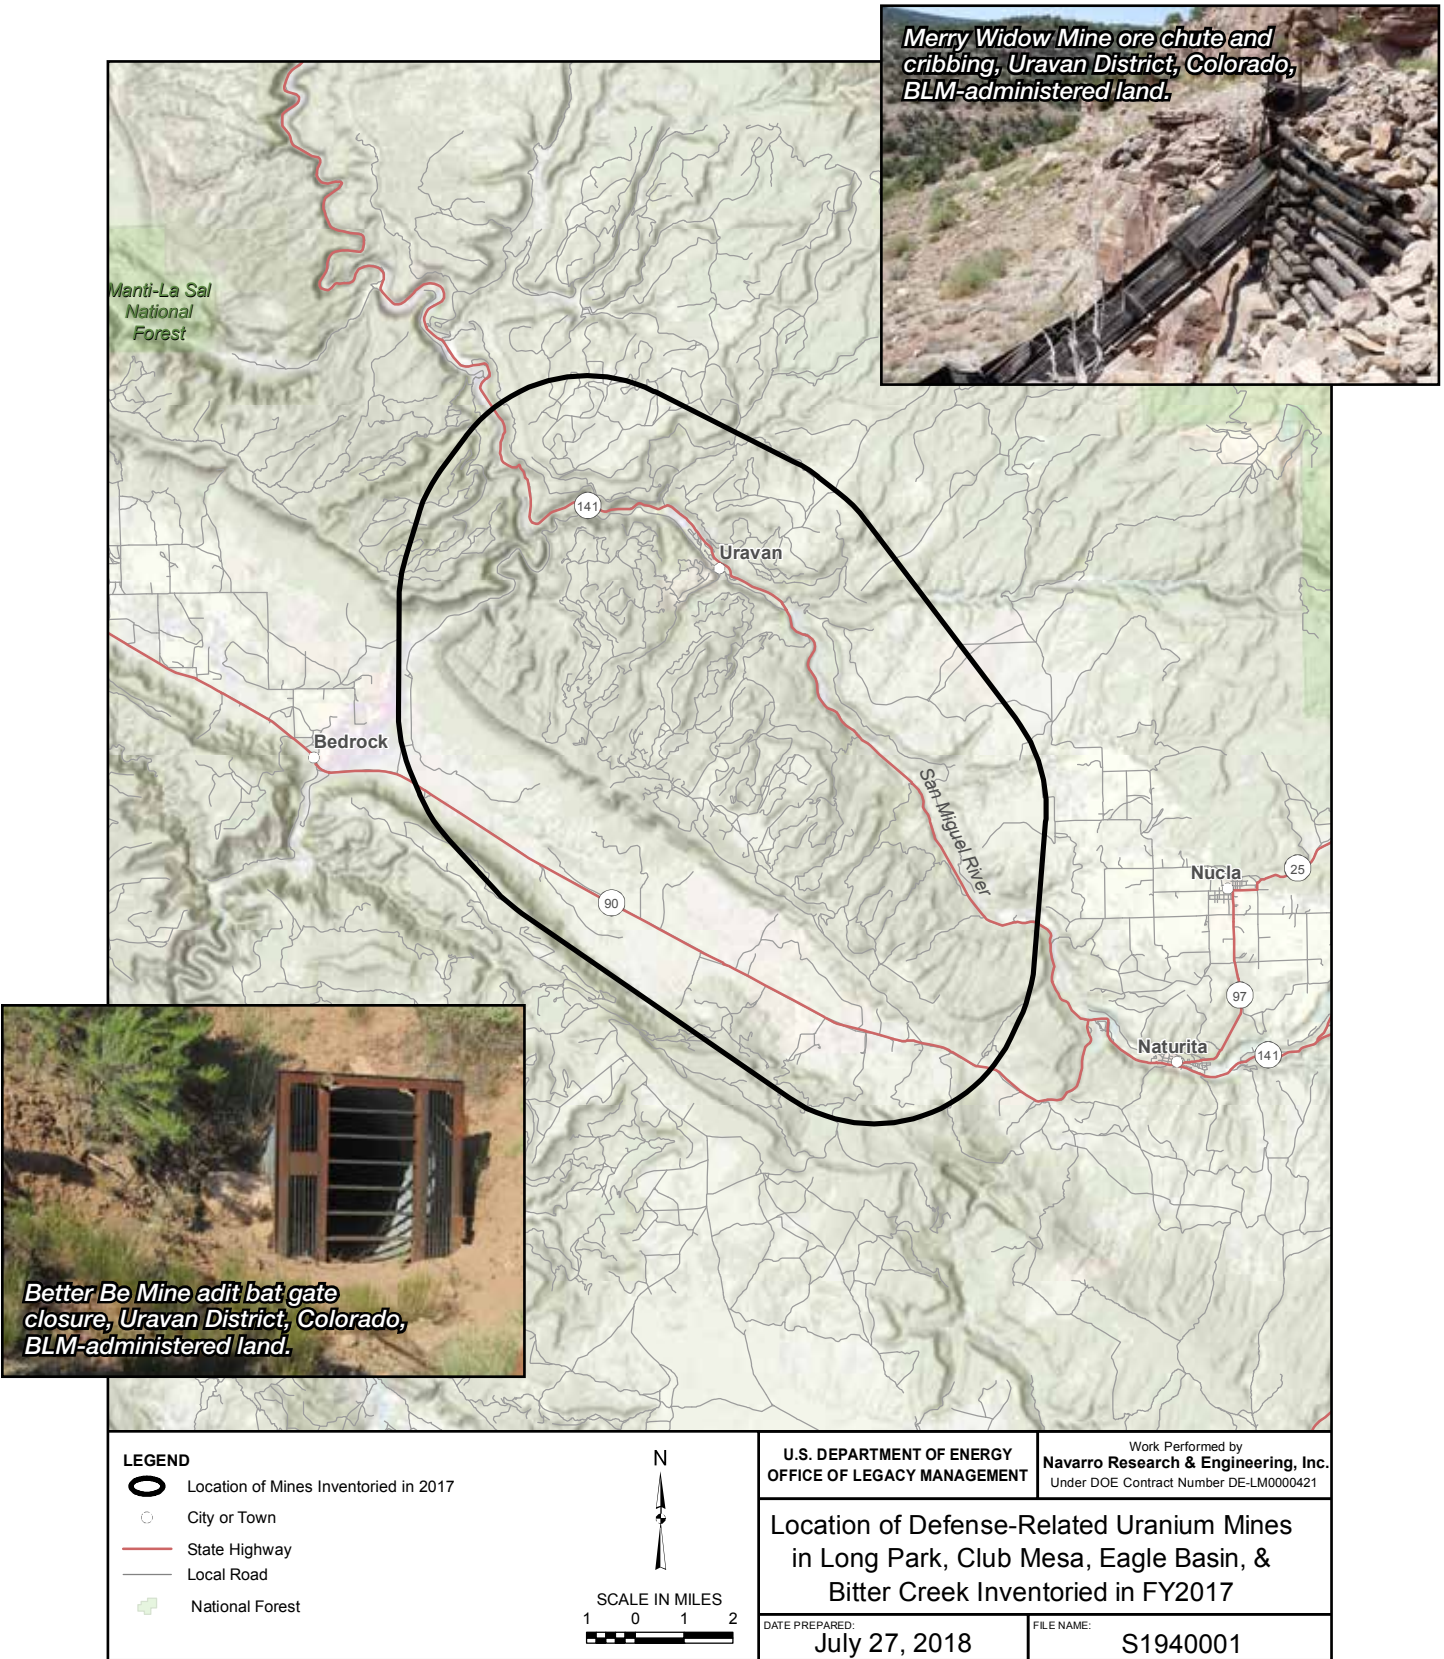 Merry Widow Mine ore chute and
cribbing, Uravan District, Colorado,
BLM-administered land.
Manti-La Sal
National
Forest
141
Uravan
Bedrock
San Miguel River
Nucla
25
90
97
Naturita
141
Better Be Mine adit bat gate
closure, Uravan District, Colorado,
BLM-administered land.
LEGEND
Location of Mines Inventoried in 2017
City or Town
State Highway
Local Road
National Forest
N
SCALE IN MILES
1 0 1 2
U.S. DEPARTMENT OF ENERGY
OFFICE OF LEGACY MANAGEMENT
Work Performed by
Navarro Research & Engineering, Inc.
Under DOE Contract Number DE-LM0000421
Location of Defense-Related Uranium Mines
in Long Park, Club Mesa, Eagle Basin, &
Bitter Creek Inventoried in FY2017
DATE PREPARED:
July 27, 2018
FILE NAME:
S1940001